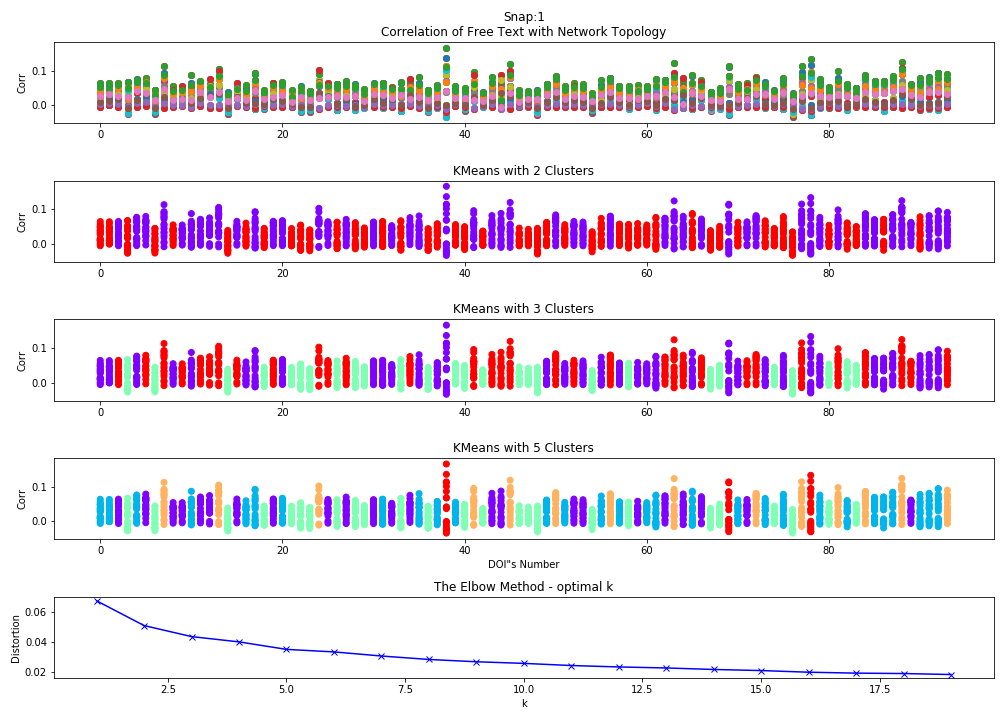 Snap:1
Correlation of Free Text with Network Topology
Corr
0.1
0.0
0 20 40 60 80
KMeans with 2 Clusters
Corr
0.1
0.0
0 20 40 60 80
KMeans with 3 Clusters
Corr
0.1
0.0
0 20 40 60 80
KMeans with 5 Clusters
Corr
0.1
0.0
0 20 40 60 80
DOI"s Number
The Elbow Method - optimal k
Distortion
0.06
0.04
0.02
2.5 5.0 7.5 10.0 12.5 15.0 17.5
k